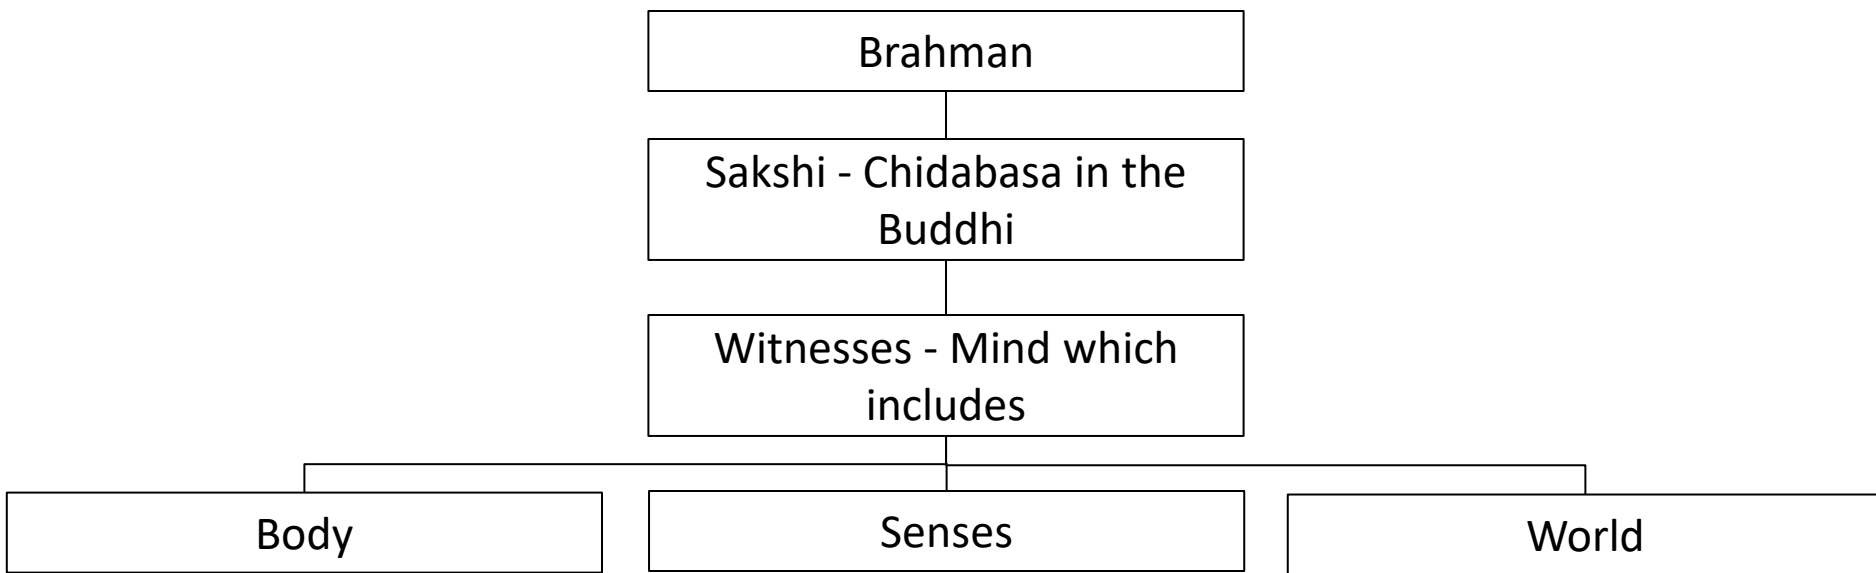 Brahman
Sakshi - Chidabasa in the
Buddhi
Witnesses - Mind which
includes
Body
Senses
World